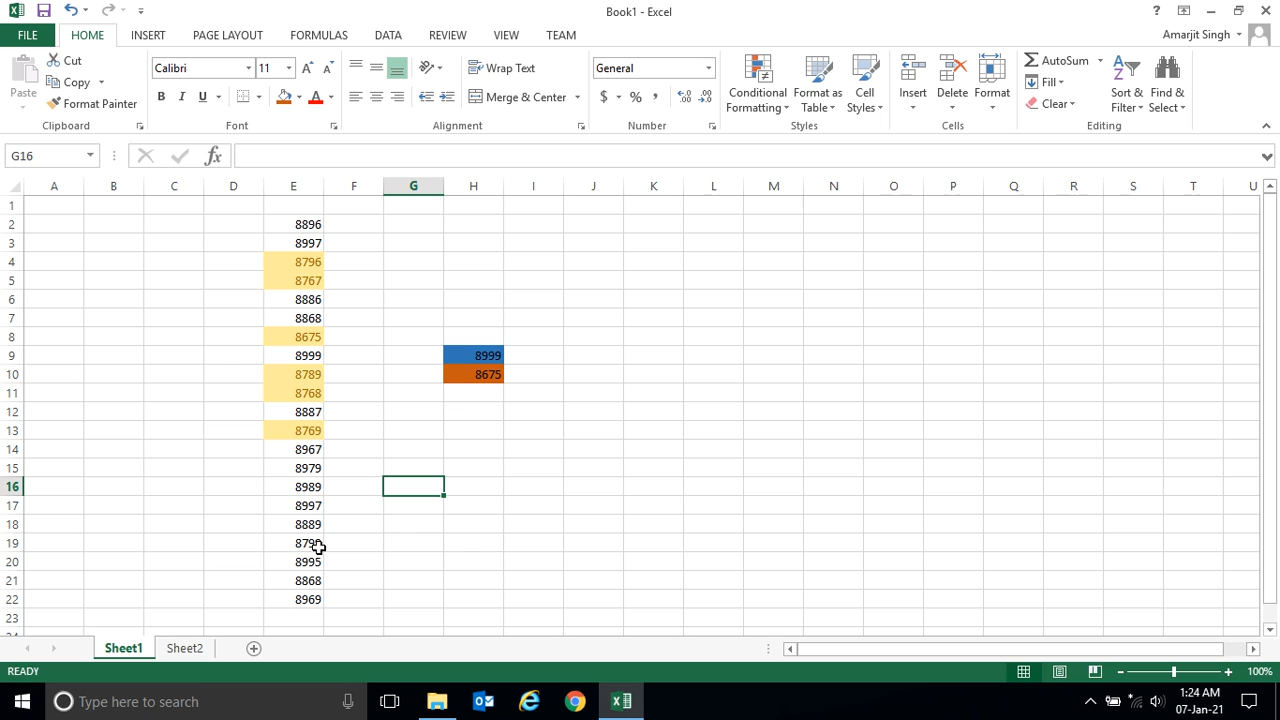 Book1 - Excel
?
FILE HOME INSERT PAGE LAYOUT FORMULAS DATA REVIEW VIEW TEAM Amarjit Singh
Paste
Cut
Copy
Format Painter
Clipboard
Calibri 11
B I U A
Font
Wrap Text
Merge & Center
Alignment
General
$ % ,
Number
Conditional Formatting
Format as Table
Cell Styles
Styles
Insert
Delete
Format
Cells
AutoSum
Fill
Clear
Sort & Filter
Find & Select
Editing
G16 fx
A B C D E F G H I J K L M N O P Q R S T U
1
2 8896
3 8997
4 8796
5 8767
6 8886
7 8868
8 8675
9 8999 8999
10 8789 8675
11 8768
12 8887
13 8769
14 8967
15 8979
16 8989
17 8997
18 8889
19
20 8995
21 8868
22 8969
23
24
Sheet1 Sheet2
READY 100%
Type here to search
1:24 AM
07-Jan-21